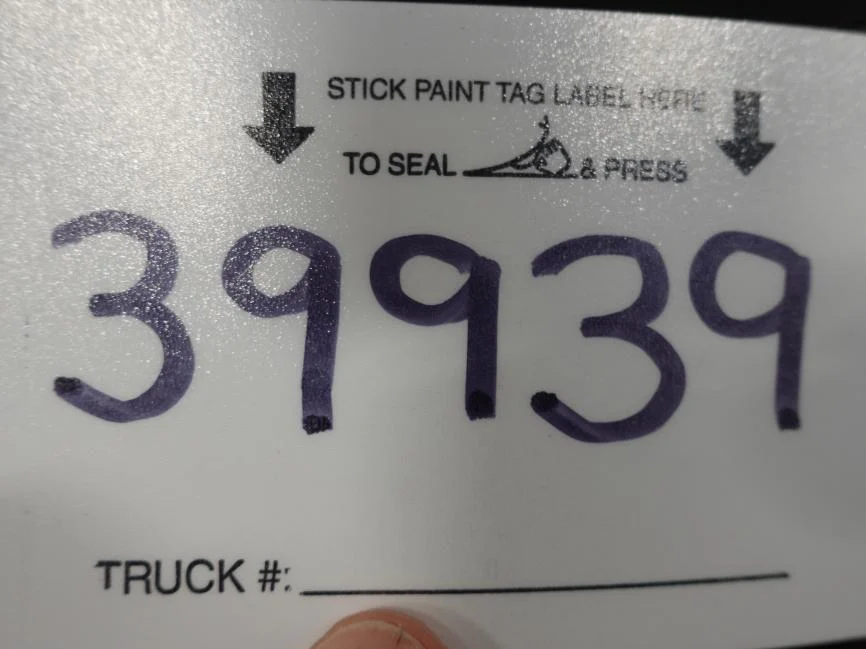 STICK PAINT TAG LABEL HERE
TO SEAL & PRESS
39939
TRUCK #: